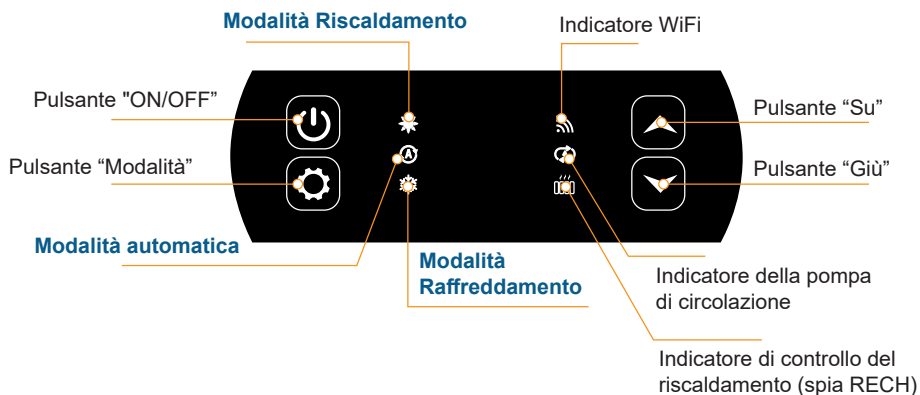 Modalità Riscaldamento
Indicatore WiFi
Pulsante "ON/OFF”
Pulsante “Su”
Pulsante “Modalità”
Pulsante “Giù”
A
Modalità automatica
Modalità
Raffreddamento
Indicatore della pompa
di circolazione
Indicatore di controllo del
riscaldamento (spia RECH)